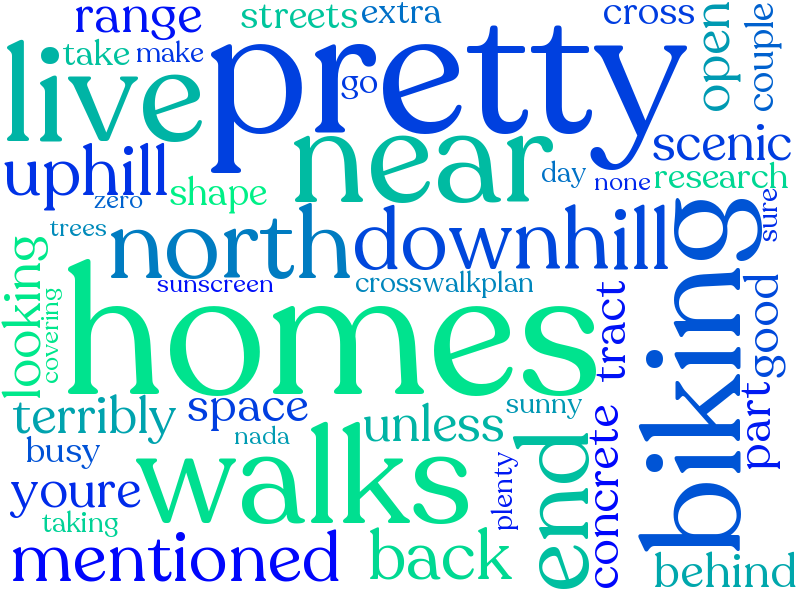 range
streets
extra
cross
couple
open
take
make
live
pretty
go
near
scenic
uphill
day
none
research
zero
shape
sure
trees
north
downhill
biking
looking
covering
sunscreen
crosswalkplan
homes
tract
good
terribly
space
unless
sunny
part
nada
busy
walks
end
concrete
youre
plenty
taking
mentioned
back
behind